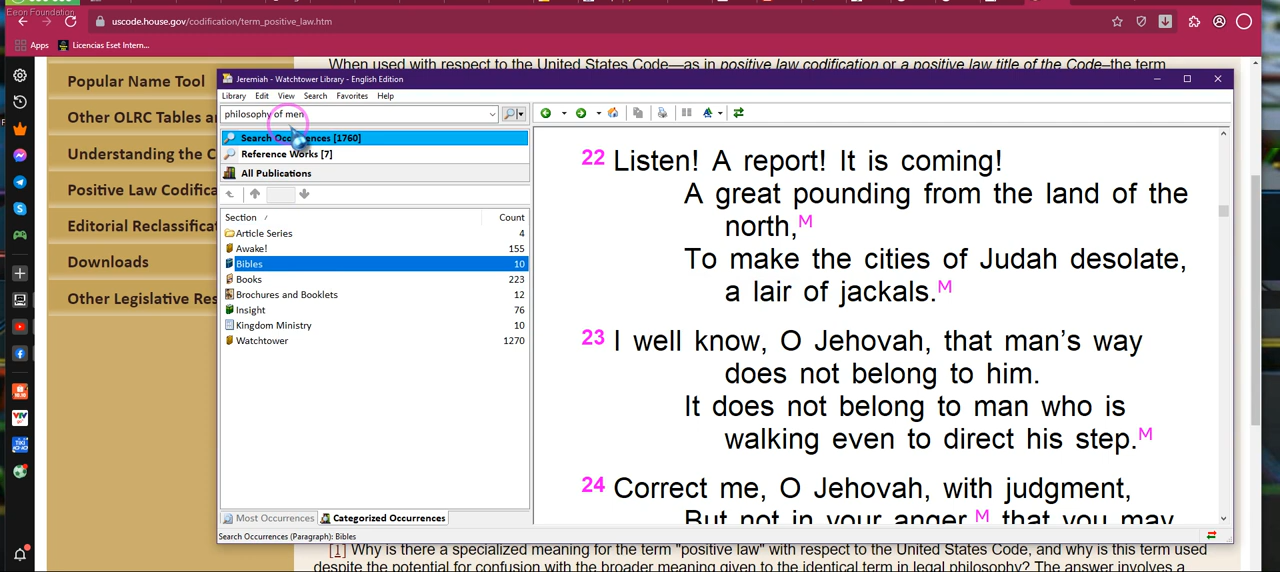 Eeon Foundation
uscode.house.gov/codification/term_positive_law.htm
Apps
Licencias Eset Intern...
When used with respect to the United States Code—as in positive law codification or a positive law title of the Code–the term
Popular Name Tool
Other OLRC Tables a
Understanding the C
Positive Law Codifica
Editorial Reclassificat
Downloads
Other Legislative Res
Jeremiah - Watchtower Library - English Edition
Library Edit View Search Favorites Help
philosophy of men
Search Occurrences [1760]
Reference Works [7]
All Publications
Section / Count
Article Series 4
Awake! 155
Bibles 10
Books 223
Brochures and Booklets 12
Insight 76
Kingdom Ministry 10
Watchtower 1270
Most Occurrences Categorized Occurrences
Search Occurrences (Paragraph): Bibles
22 Listen! A report! It is coming!
A great pounding from the land of the
north,M
To make the cities of Judah desolate,
a lair of jackals.M
23 I well know, O Jehovah, that man’s way
does not belong to him.
It does not belong to man who is
walking even to direct his step.M
24 Correct me, O Jehovah, with judgment,
But not in your anger,M that you may
[1] Why is there a specialized meaning for the term "positive law" with respect to the United States Code, and why is this term used
despite the potential for confusion with the broader meaning given to the identical term in legal philosophy? The answer involves a